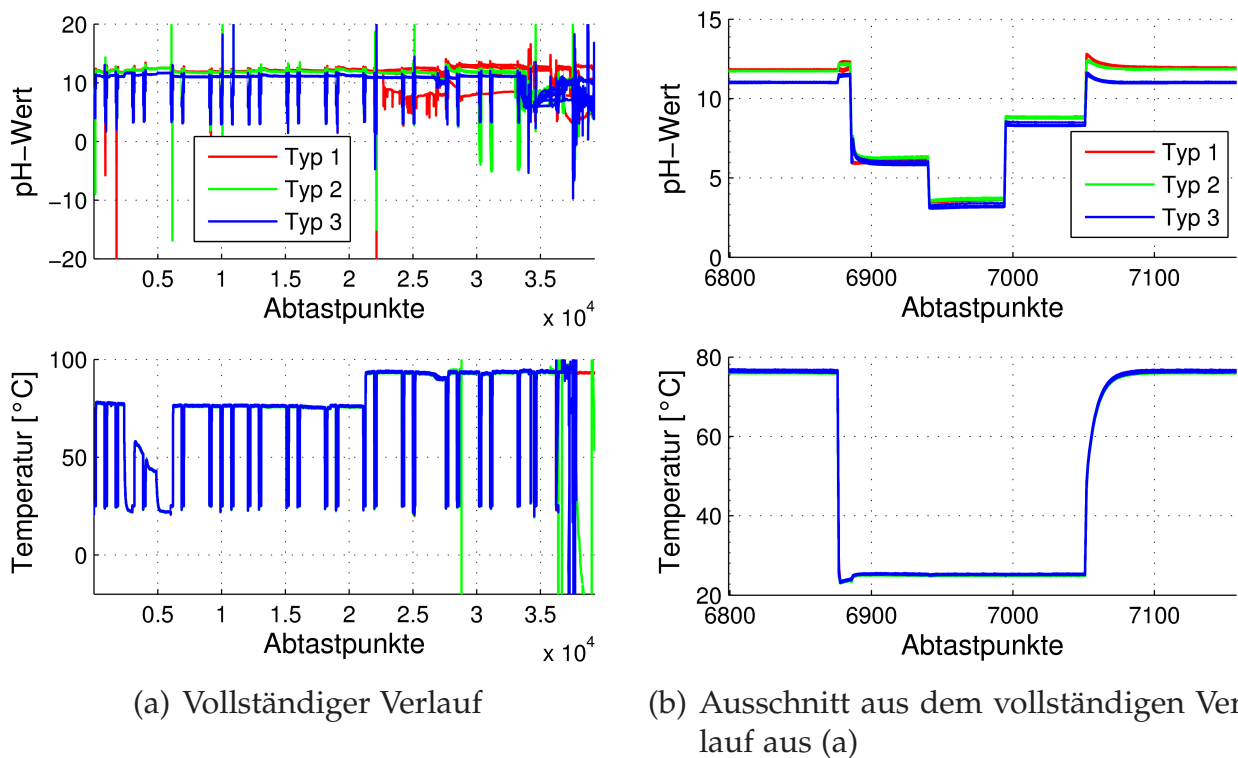 20
10
0
−10
−20
pH−Wert
Typ 1
Typ 2
Typ 3
0.5 1 1.5 2 2.5 3 3.5
Abtastpunkte
x 10^4
15
10
5
0
pH−Wert
Typ 1
Typ 2
Typ 3
6800 6900 7000 7100
Abtastpunkte
100
50
0
Temperatur [°C]
0.5 1 1.5 2 2.5 3 3.5
Abtastpunkte
x 10^4
80
60
40
20
Temperatur [°C]
6800 6900 7000 7100
Abtastpunkte
(a) Vollständiger Verlauf
(b) Ausschnitt aus dem vollständigen Ver
lauf aus (a)